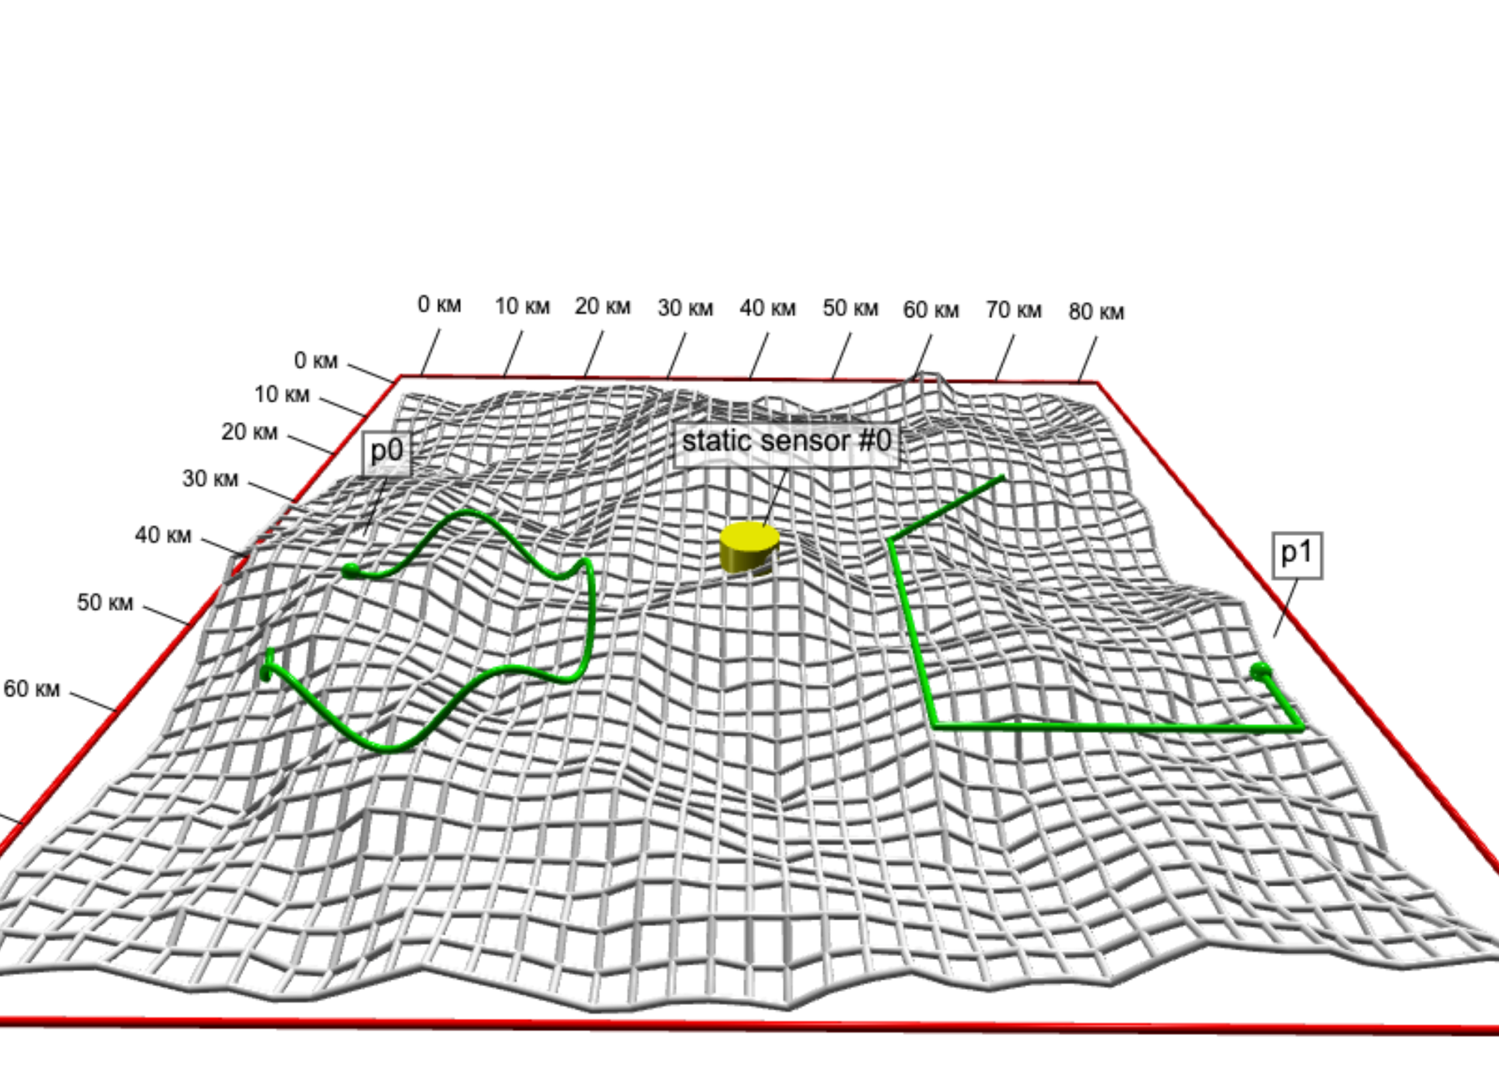 0 км 10 км 20 км 30 км 40 км 50 км 60 км 70 км 80 км
0 км
10 км
20 км
p0
static sensor #0
30 км
40 км
p1
50 км
60 км